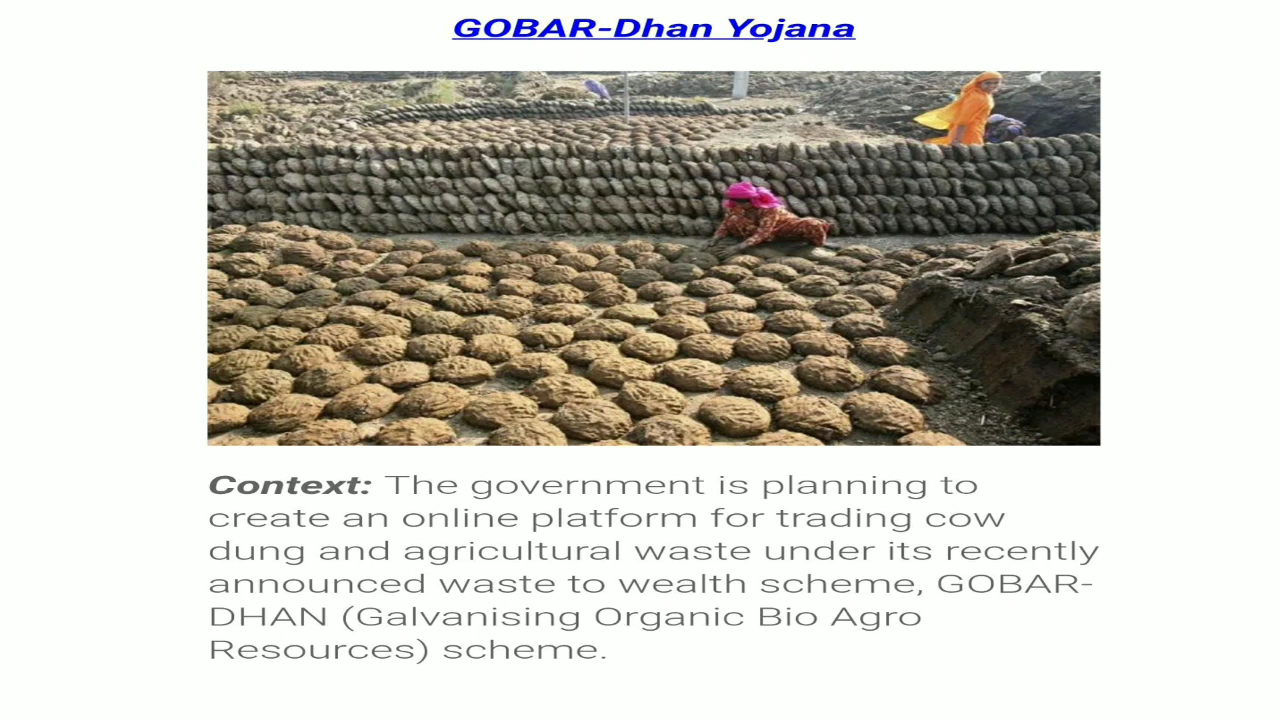 GOBAR-Dhan Yojana
Context: The government is planning to
create an online platform for trading cow
dung and agricultural waste under its recently
announced waste to wealth scheme, GOBAR-
DHAN (Galvanising Organic Bio Agro
Resources) scheme.